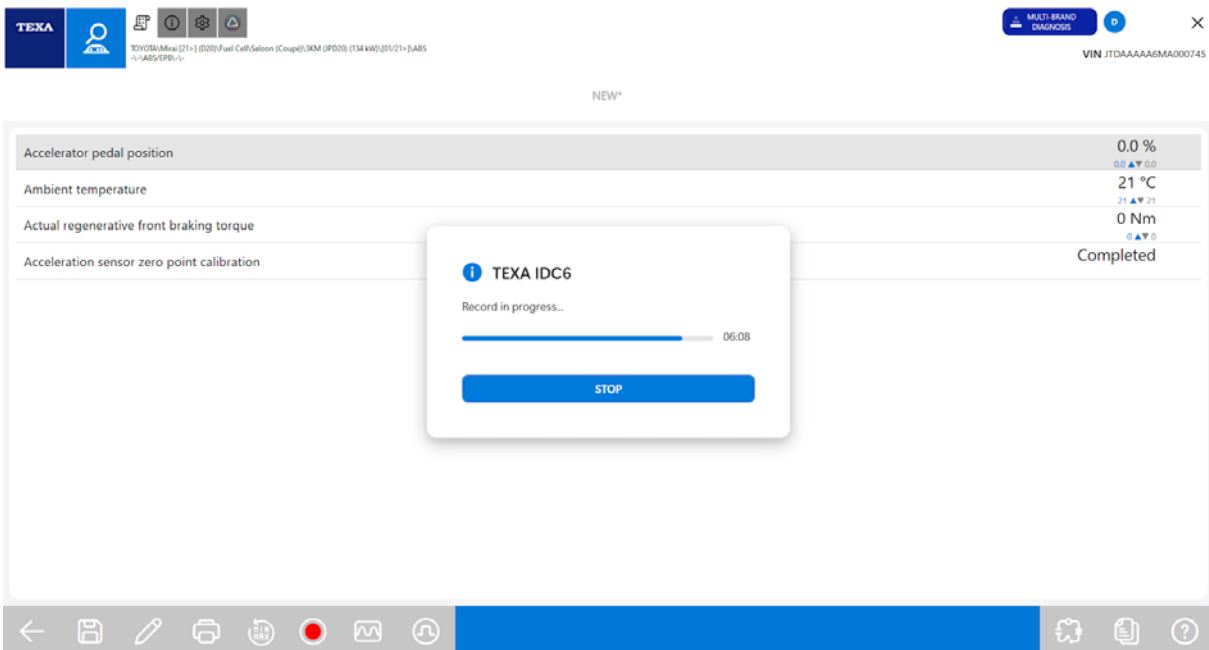 TEXA
MULTI-BRAND
DIAGNOSIS
D
TOYOTA\Mirai [21>] (D20)\Fuel Cell\Saloon (Coupé)\3KM (JPD20) (134 kW)\[01/21>]\ABS
-\-\ABS/EPB\-\-
VIN JTDAAAAA6MA000745
NEW*
Accelerator pedal position
0.0 %
0.0 ▲▼ 0.0
Ambient temperature
21 °C
21 ▲▼ 21
Actual regenerative front braking torque
0 Nm
0 ▲▼ 0
Acceleration sensor zero point calibration
Completed
TEXA IDC6
Record in progress...
06:08
STOP
MIN
MAX